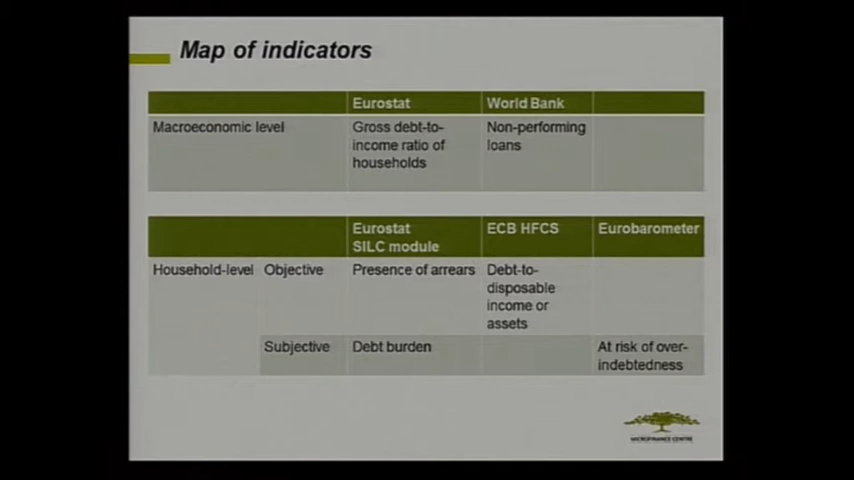 Map of indicators
Eurostat World Bank
Macroeconomic level Gross debt-to- Non-performing
income ratio of loans
households
Eurostat ECB HFCS Eurobarometer
SILC module
Household-level Objective Presence of arrears Debt-to-
disposable
income or
assets
Subjective Debt burden At risk of over-
indebtedness
MICROFINANCE CENTRE